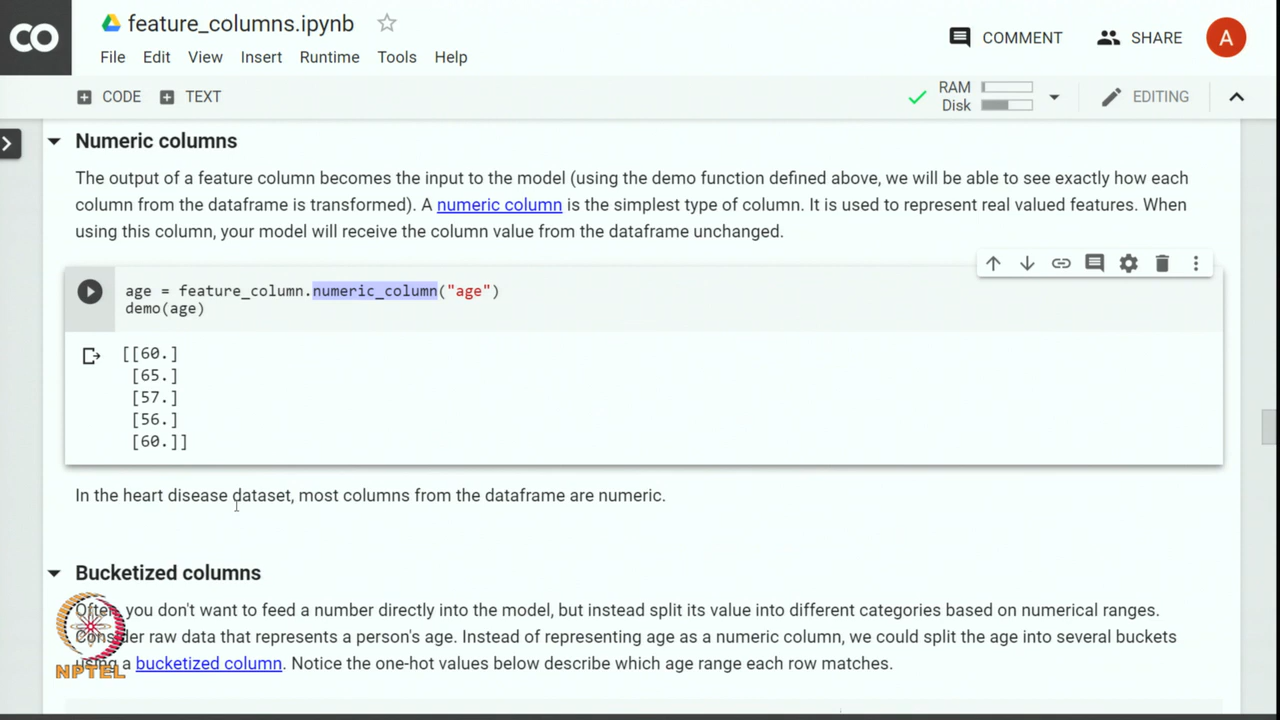 CO
feature_columns.ipynb
COMMENT
SHARE
A
File Edit View Insert Runtime Tools Help
CODE TEXT
RAM
Disk
EDITING
Numeric columns
The output of a feature column becomes the input to the model (using the demo function defined above, we will be able to see exactly how each
column from the dataframe is transformed). A numeric column is the simplest type of column. It is used to represent real valued features. When
using this column, your model will receive the column value from the dataframe unchanged.
age = feature_column.numeric_column("age")
demo(age)
[[60.]
[65.]
[57.]
[56.]
[60.]]
In the heart disease dataset, most columns from the dataframe are numeric.
Bucketized columns
Often, you don't want to feed a number directly into the model, but instead split its value into different categories based on numerical ranges.
Consider raw data that represents a person's age. Instead of representing age as a numeric column, we could split the age into several buckets
using a bucketized column. Notice the one-hot values below describe which age range each row matches.
NPTEL